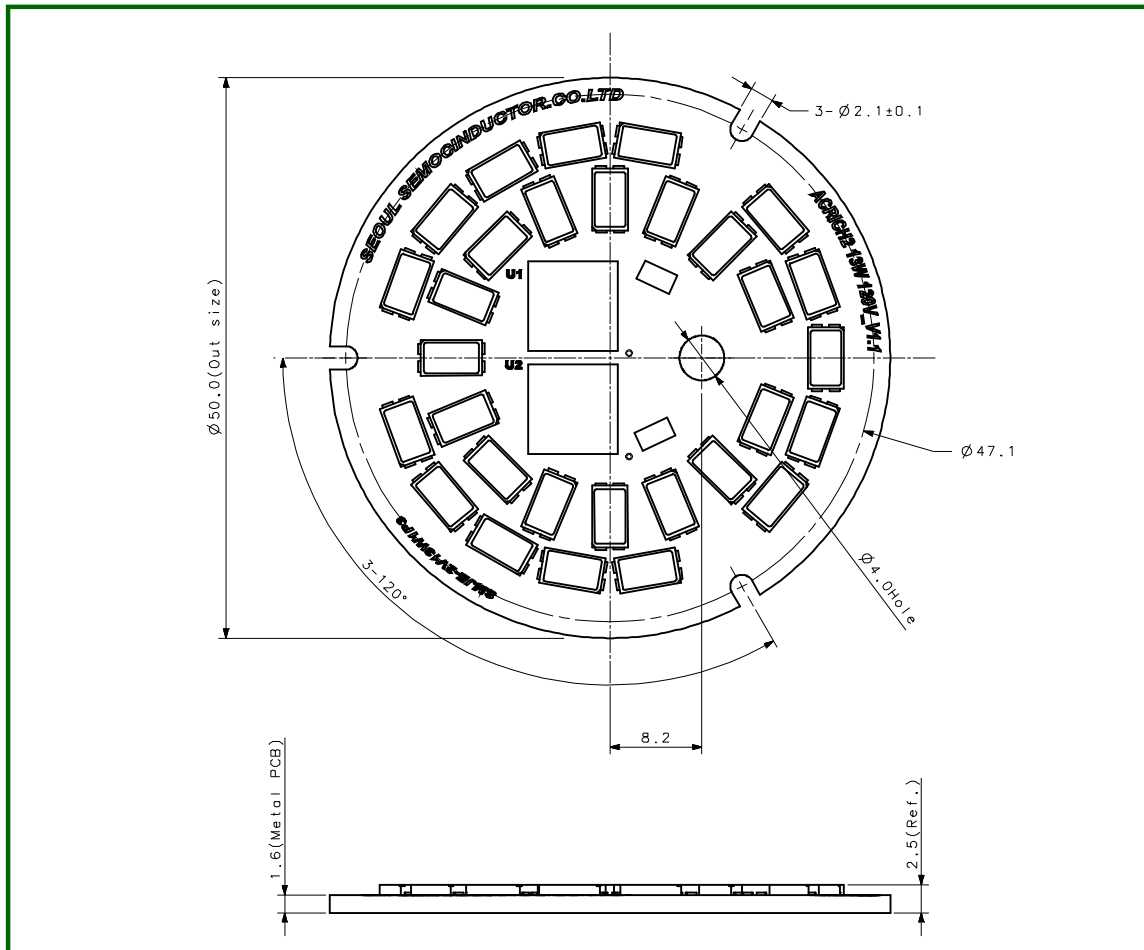 SEOUL SEMOCINDUCTOR.CO.LTD
3-Ø2.1±0.1
ACRICH2 13W 120V_V1.1
Ø50.0(Out size)
U1
U2
Ø47.1
Ø4.0Hole
3-120°
8.2
1.6(Metal PCB)
2.5(Ref.)